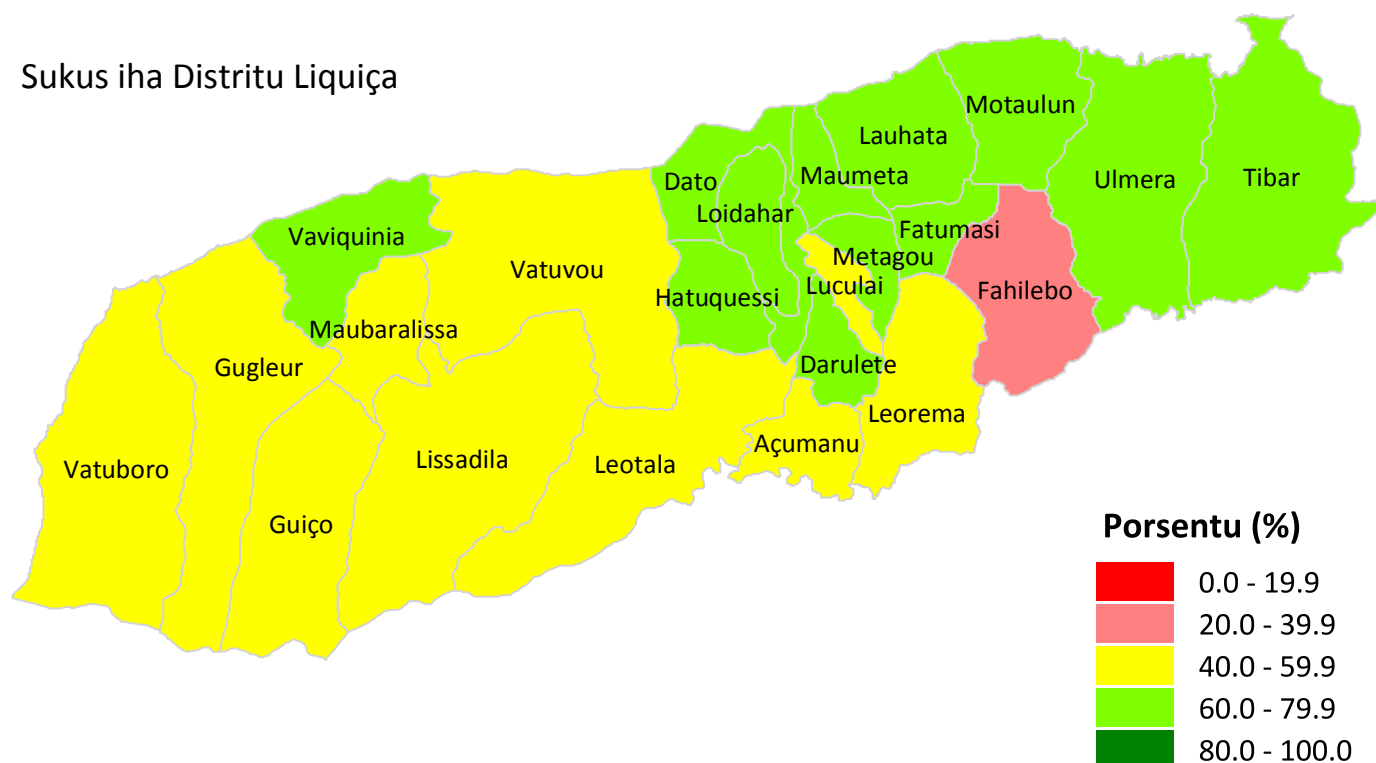 Sukus iha Distritu Liquiça
Motaulun
Lauhata
Maumeta
Dato
Ulmera
Tibar
Loidahar
Fatumasi
Vaviquinia
Metagou
Vatuvou
Luculai
Hatuquessi
Fahilebo
Maubaralissa
Gugleur
Darulete
Leorema
Açumanu
Lissadila
Leotala
Vatuboro
Guiço
Porsentu (%)
0.0 - 19.9
20.0 - 39.9
40.0 - 59.9
60.0 - 79.9
80.0 - 100.0